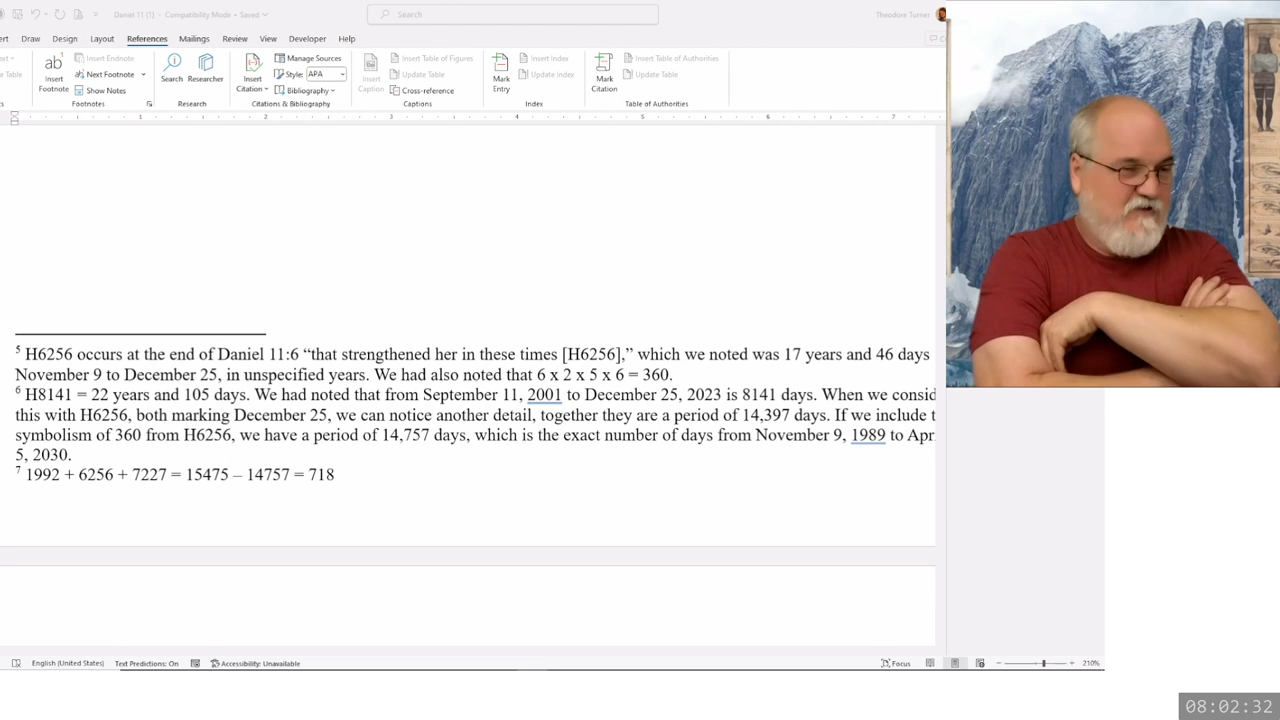 Daniel 11 (1) - Compatibility Mode • Saved
Search
Theodore Turner
Draw Design Layout References Mailings Review View Developer Help
Insert Footnote
Insert Endnote
Next Footnote
Show Notes
Footnotes
Search Researcher
Research
Insert Citation
Manage Sources
Style: APA
Bibliography
Citations & Bibliography
Insert Caption
Insert Table of Figures
Update Table
Cross-reference
Captions
Mark Entry
Insert Index
Update Index
Index
Mark Citation
Insert Table of Authorities
Update Table
Table of Authorities
1 2 3 4 5 6 7
5 H6256 occurs at the end of Daniel 11:6 “that strengthened her in these times [H6256],” which we noted was 17 years and 46 days
November 9 to December 25, in unspecified years. We had also noted that 6 x 2 x 5 x 6 = 360.
6 H8141 = 22 years and 105 days. We had noted that from September 11, 2001 to December 25, 2023 is 8141 days. When we consid
this with H6256, both marking December 25, we can notice another detail, together they are a period of 14,397 days. If we include t
symbolism of 360 from H6256, we have a period of 14,757 days, which is the exact number of days from November 9, 1989 to Apr
5, 2030.
7 1992 + 6256 + 7227 = 15475 – 14757 = 718
English (United States) Text Predictions: On Accessibility: Unavailable Focus 210%
08:02:32